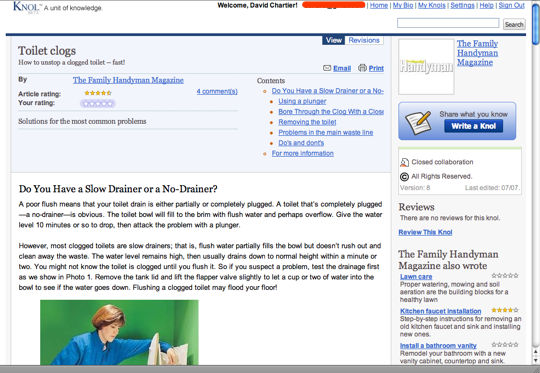 KNOL™ A unit of knowledge.
BETA
Welcome, David Chartier! | Home | My Bio | My Knols | Settings | Help | Sign Out
Search
View Revisions
Toilet clogs
How to unstop a clogged toilet – fast!
Email Print
By The Family Handyman Magazine
Article rating:
4 comment(s)
Your rating:
Solutions for the most common problems
Contents
Do You Have a Slow Drainer or a No-
Using a plunger
Bore Through the Clog With a Close
Removing the toilet
Problems in the main waste line
Do's and dont's
For more information
Do You Have a Slow Drainer or a No-Drainer?
A poor flush means that your toilet drain is either partially or completely plugged. A toilet that's completely plugged
—a no-drainer—is obvious. The toilet bowl will fill to the brim with flush water and perhaps overflow. Give the water
level 10 minutes or so to drop, then attack the problem with a plunger.
However, most clogged toilets are slow drainers; that is, flush water partially fills the bowl but doesn't rush out and
clean away the waste. The water level remains high, then usually drains down to normal height within a minute or
two. You might not know the toilet is clogged until you flush it. So if you suspect a problem, test the drainage first
as we show in Photo 1. Remove the tank lid and lift the flapper valve slightly to let a cup or two of water into the
bowl to see if the water goes down. Flushing a clogged toilet may flood your floor!
Handyman
The Family
Handyman
Magazine
Share what you know
Write a Knol
Closed collaboration
All Rights Reserved.
Version: 8 Last edited: 07/07.
Reviews
There are no reviews for this knol.
Review This Knol
The Family Handyman
Magazine also wrote
Lawn care
Proper watering, mowing and soil
aeration are the building blocks for a
healthy lawn
Kitchen faucet installation
Step-by-step instructions for removing an
old kitchen faucet and sink and installing
new ones.
Install a bathroom vanity
Remodel your bathroom with a new
vanity cabinet, countertop and sink.